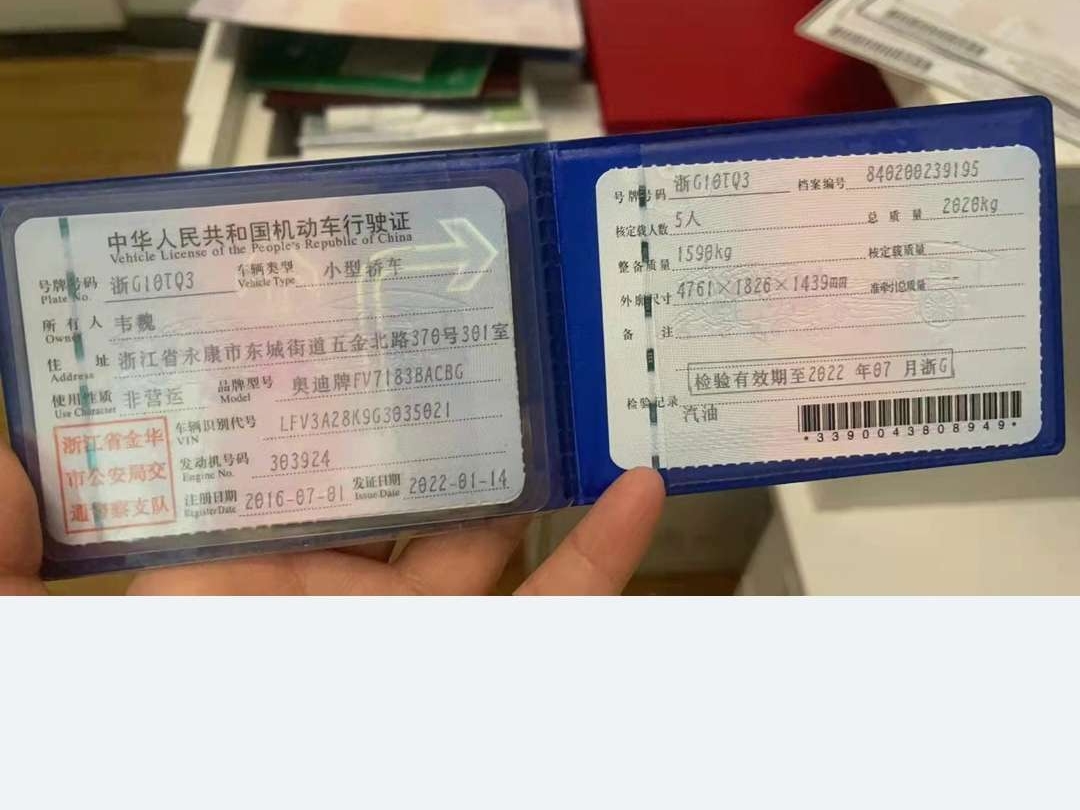 中华人民共和国机动车行驶证
Vehicle License of the People's Republic of China
号牌号码 浙G10TQ3 车辆类型 小型轿车
Plate No. Vehicle Type
所有人 韦魏
Owner
住址 浙江省永康市东城街道五金北路370号301室
Address
使用性质 非营运 品牌型号 奥迪牌FV7183BACBG
Use Character Model
浙江省金华
市公安局交
通警察支队
车辆识别代号 LFV3A28K9G3035021
VIN
发动机号码 303924
Engine No.
注册日期 2016-07-01 发证日期 2022-01-14
Register Date Issue Date
号牌号码 浙G10TQ3 档案编号 840200239195
核定载人数 5人 总质量 2020kg
整备质量 1590kg 核定载质量
外廓尺寸 4761×1826×1439mm 准牵引总质量
备注
检验有效期至2022 年07 月浙G
检验记录
汽油
*3390043808949*